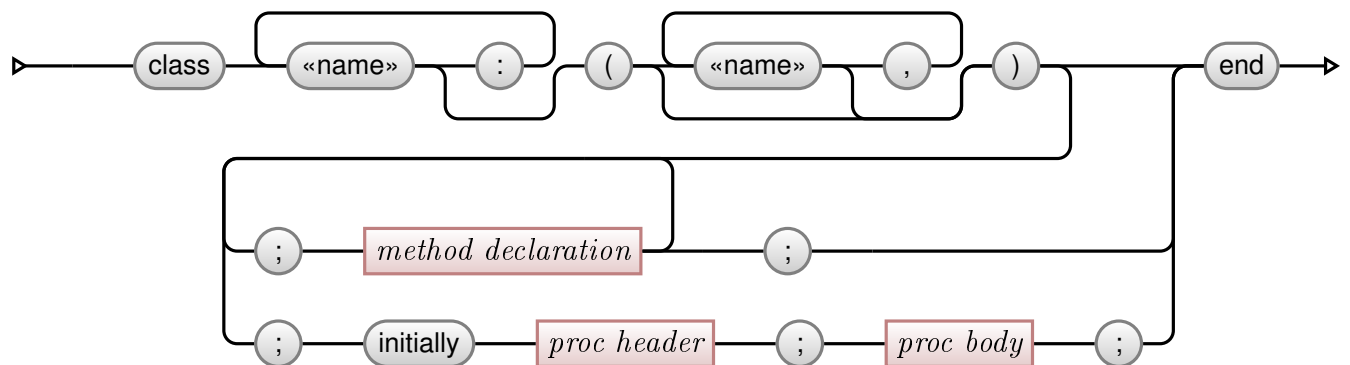 class «name» : ( «name» , ) end
; method declaration ;
; initially proc header ; proc body ;